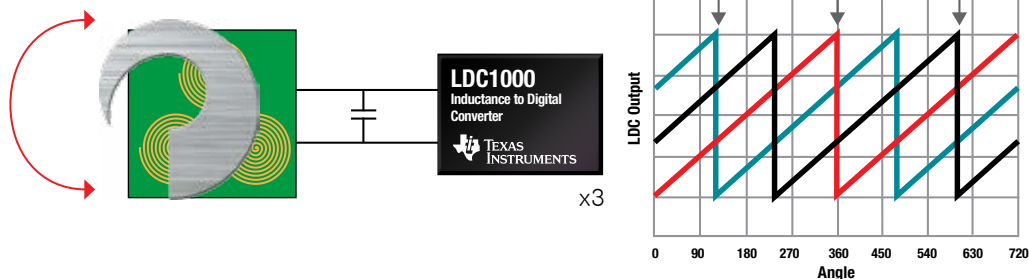 LDC1000
Inductance to Digital
Converter
TEXAS
INSTRUMENTS
x3
LDC Output
0 90 180 270 360 450 540 630 720
Angle